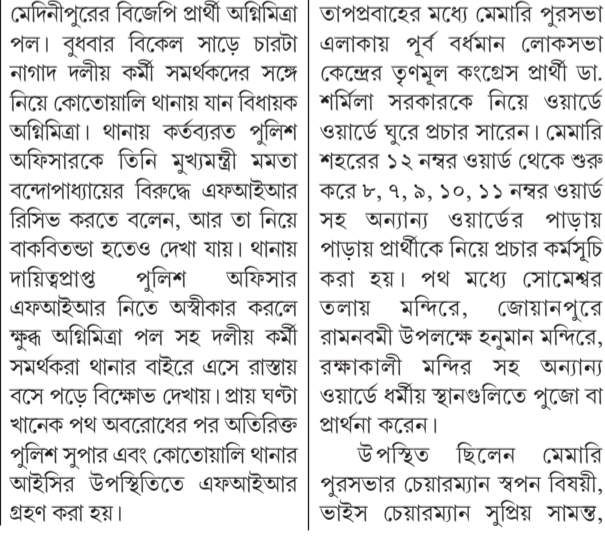 মেদিনীপুরের বিজেপি প্রার্থী অগ্নিমিত্রা
পল। বুধবার বিকেল সাড়ে চারটা
নাগাদ দলীয় কর্মী সমর্থকদের সঙ্গে
নিয়ে কোতোয়ালি থানায় যান বিধায়ক
অগ্নিমিত্রা। থানায় কর্তব্যরত পুলিশ
অফিসারকে তিনি মুখ্যমন্ত্রী মমতা
বন্দোপাধ্যায়ের বিরুদ্ধে এফআইআর
রিসিভ করতে বলেন, আর তা নিয়ে
বাকবিতন্ডা হতেও দেখা যায়। থানায়
দায়িত্বপ্রাপ্ত পুলিশ অফিসার
এফআইআর নিতে অস্বীকার করলে
ক্ষুব্ধ অগ্নিমিত্রা পল সহ দলীয় কর্মী
সমর্থকরা থানার বাইরে এসে রাস্তায়
বসে পড়ে বিক্ষোভ দেখায়। প্রায় ঘণ্টা
খানেক পথ অবরোধের পর অতিরিক্ত
পুলিশ সুপার এবং কোতোয়ালি থানার
আইসির উপস্থিতিতে এফআইআর
গ্রহণ করা হয়।
তাপপ্রবাহের মধ্যে মেমারি পুরসভা
এলাকায় পূর্ব বর্ধমান লোকসভা
কেন্দ্রের তৃণমূল কংগ্রেস প্রার্থী ডা.
শর্মিলা সরকারকে নিয়ে ওয়ার্ডে
ওয়ার্ডে ঘুরে প্রচার সারেন। মেমারি
শহরের ১২ নম্বর ওয়ার্ড থেকে শুরু
করে ৮, ৭, ৯, ১০, ১১ নম্বর ওয়ার্ড
সহ অন্যান্য ওয়ার্ডের পাড়ায়
পাড়ায় প্রার্থীকে নিয়ে প্রচার কর্মসূচি
করা হয়। পথ মধ্যে সোমেশ্বর
তলায় মন্দিরে, জোয়ানপুরে
রামনবমী উপলক্ষে হনুমান মন্দিরে,
রক্ষাকালী মন্দির সহ অন্যান্য
ওয়ার্ডে ধর্মীয় স্থানগুলিতে পুজো বা
প্রার্থনা করেন।
উপস্থিত ছিলেন মেমারি
পুরসভার চেয়ারম্যান স্বপন বিষয়ী,
ভাইস চেয়ারম্যান সুপ্রিয় সামন্ত,